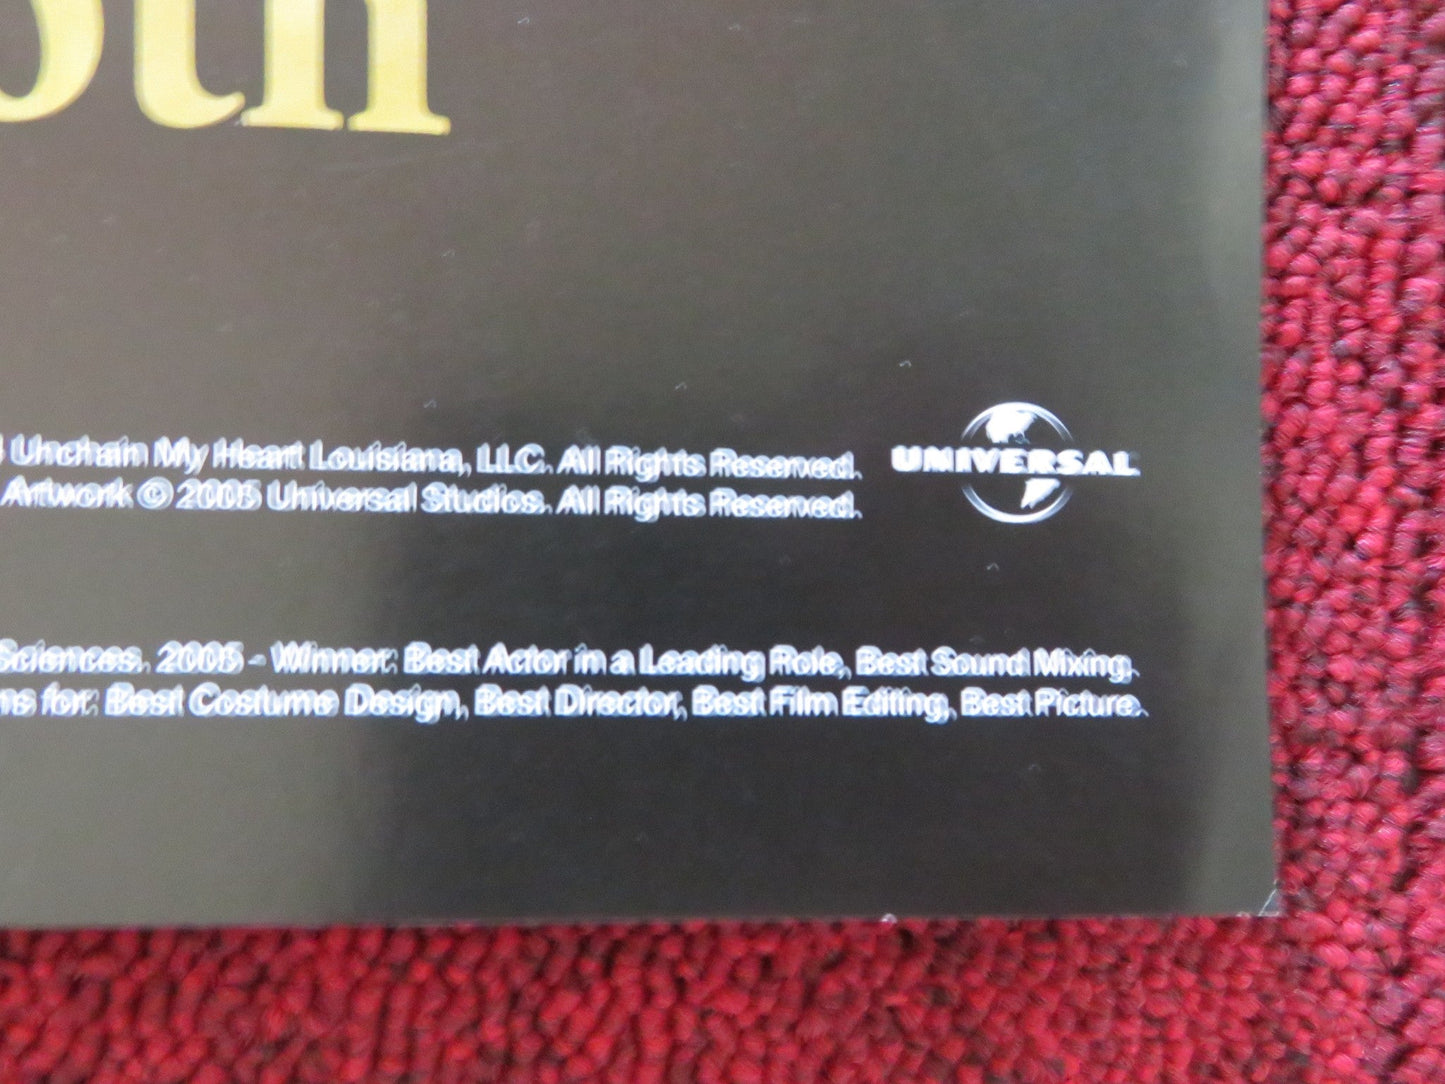 5th
Unchain My Heart Louisiana, LLC. All Rights Reserved.
Artwork © 2005 Universal Studios. All Rights Reserved.
UNIVERSAL
Sciences. 2005 - Winner: Best Actor in a Leading Role, Best Sound Mixing.
ns for: Best Costume Design, Best Director, Best Film Editing, Best Picture.